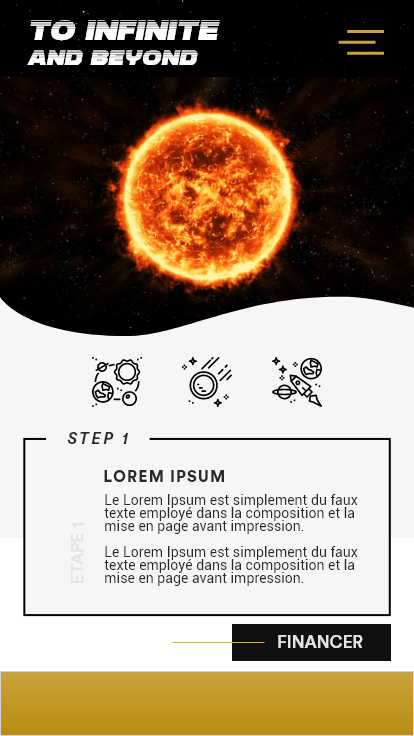 TO INFINITE
AND BEYOND
STEP 1
LOREM IPSUM
Le Lorem Ipsum est simplement du faux
texte employé dans la composition et la
mise en page avant impression.
Le Lorem Ipsum est simplement du faux
texte employé dans la composition et la
mise en page avant impression.
ETAPE 1
FINANCER